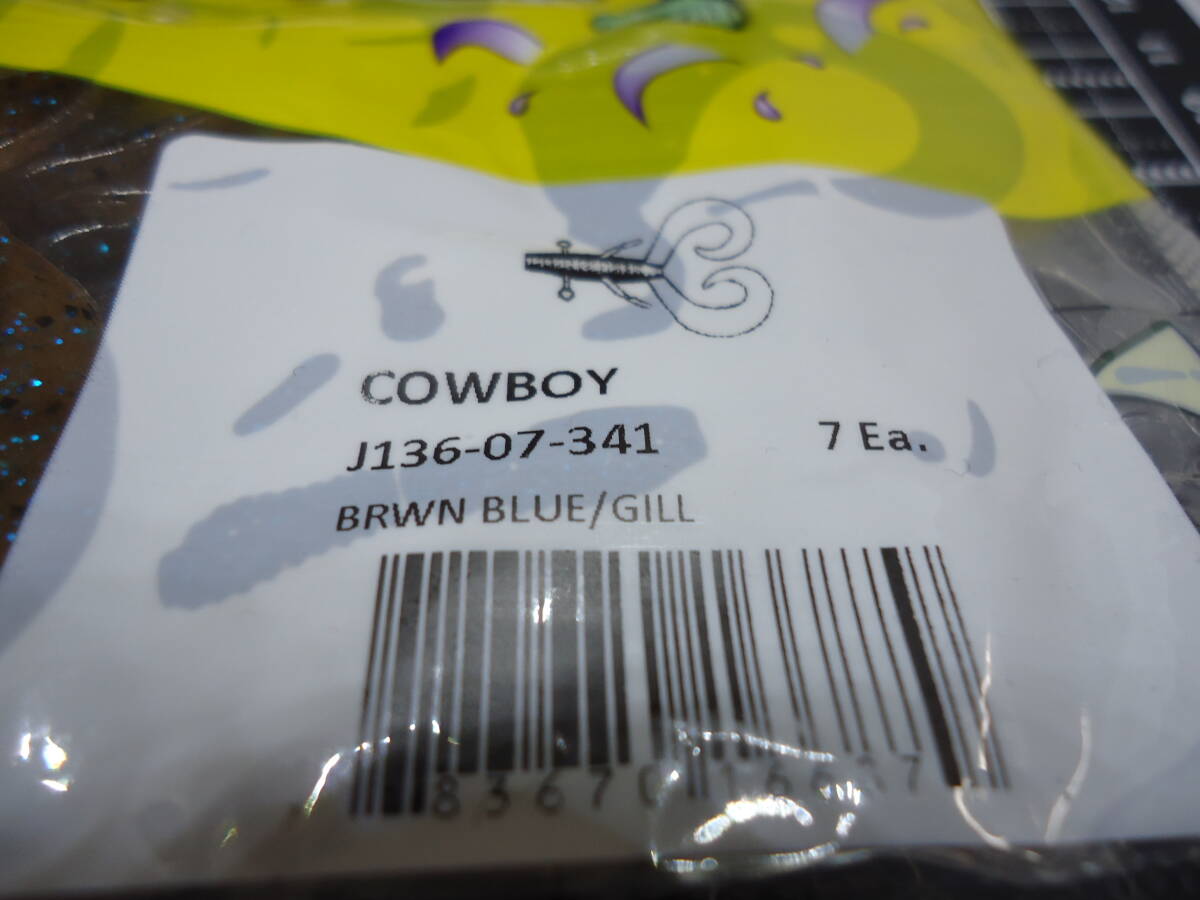 COWBOY
J136-07-341 7 Ea.
BRWN BLUE/GILL